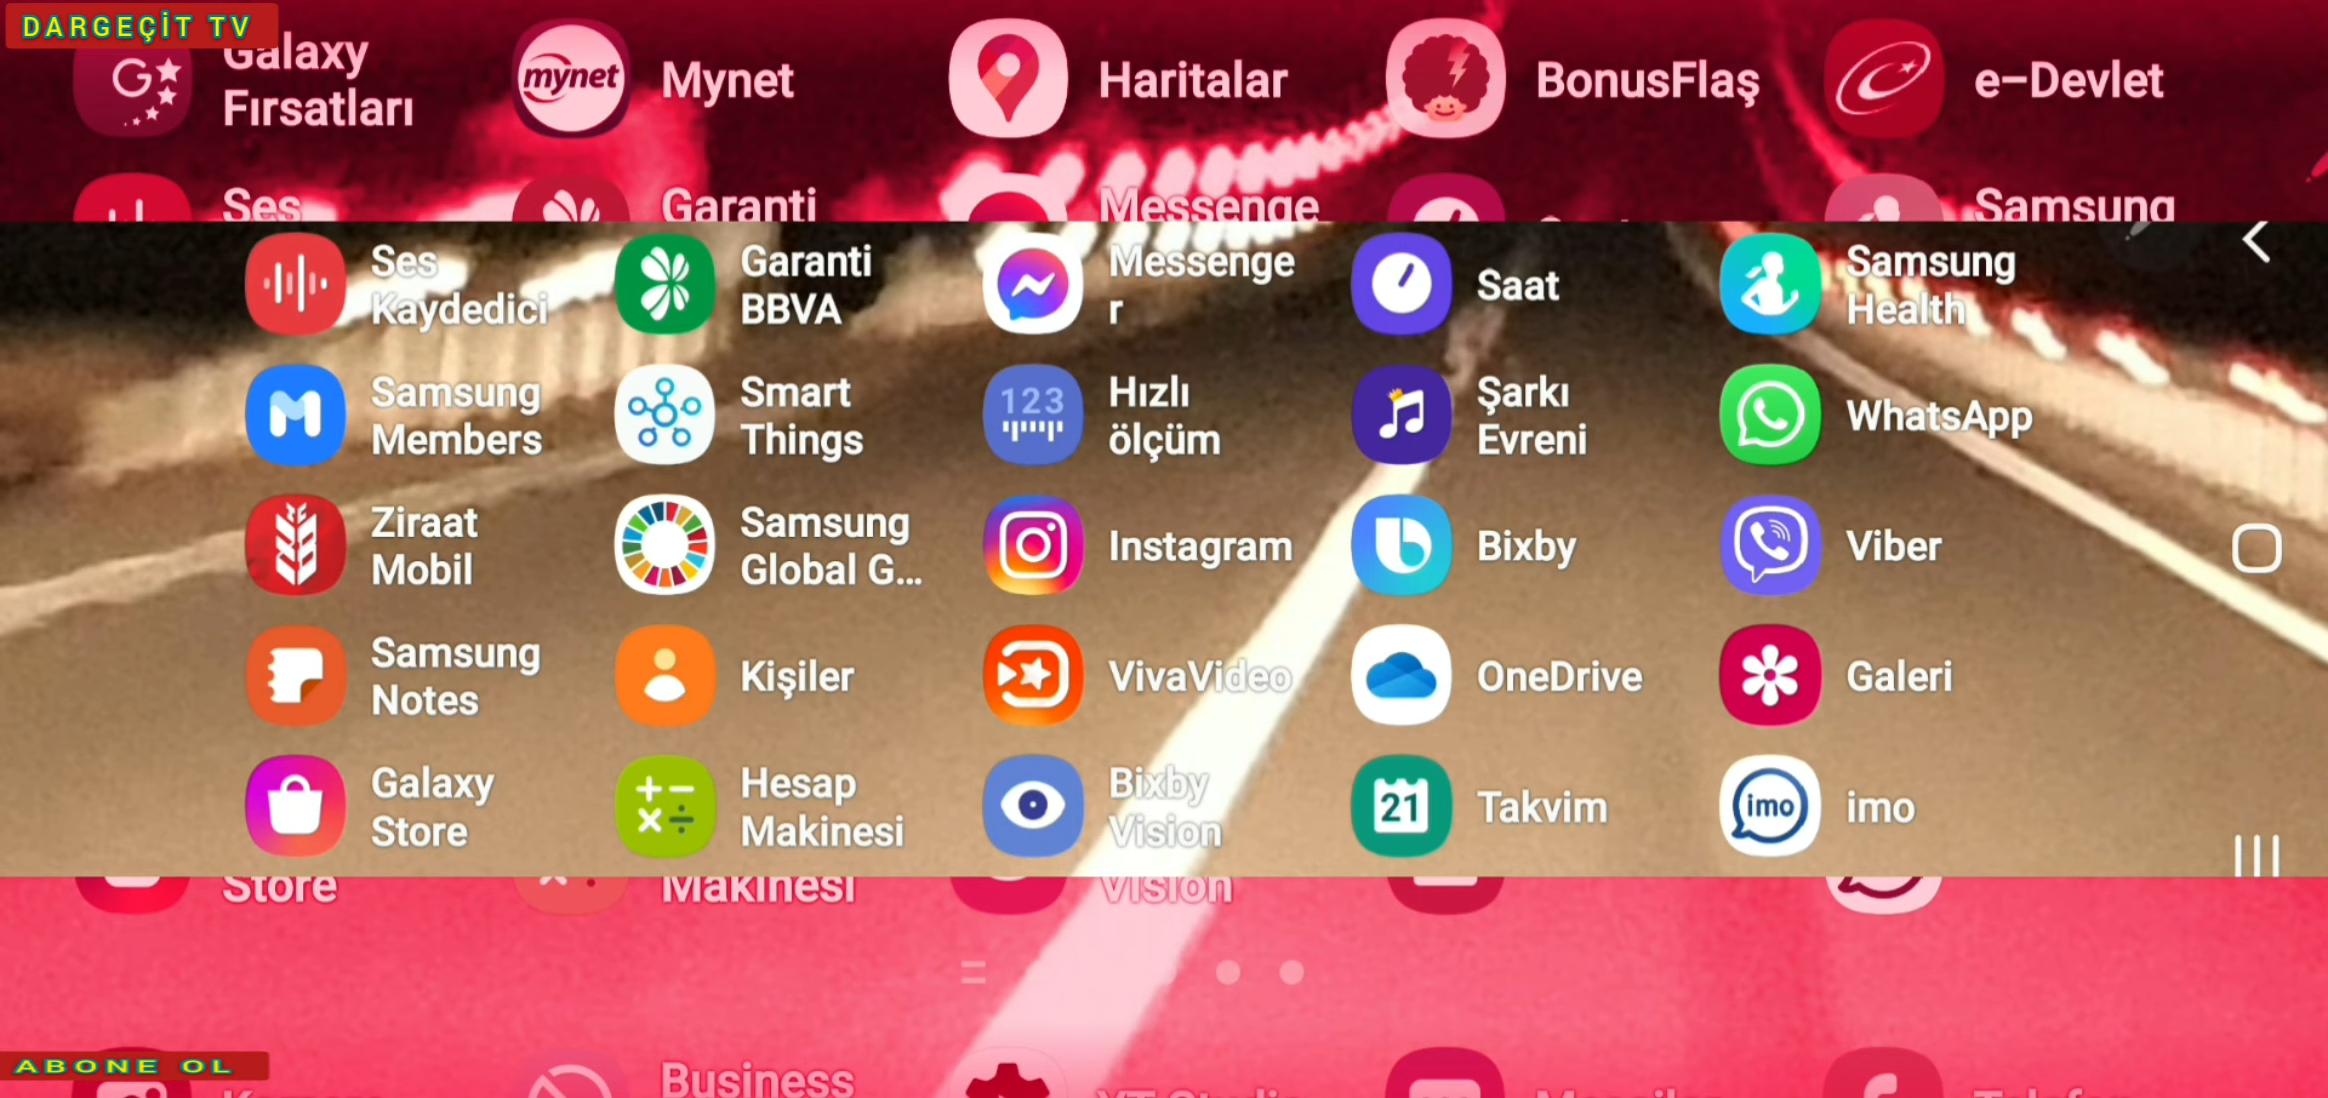 DARGEÇİT TV
Galaxy
Fırsatları
mynet
Mynet
Haritalar
BonusFlaş
e-Devlet
Ses
Garanti
Messenge
Samsung
Ses
Kaydedici
Garanti
BBVA
Messenge
r
Saat
Samsung
Health
Samsung
Members
Smart
Things
123
Hızlı
ölçüm
Şarkı
Evreni
WhatsApp
Ziraat
Mobil
Samsung
Global G...
Instagram
Bixby
Viber
Samsung
Notes
Kişiler
VivaVideo
OneDrive
Galeri
Galaxy
Store
Hesap
Makinesi
Bixby
Vision
21
Takvim
imo
imo
Store
Makinesi
Vision
ABONE OL
Business